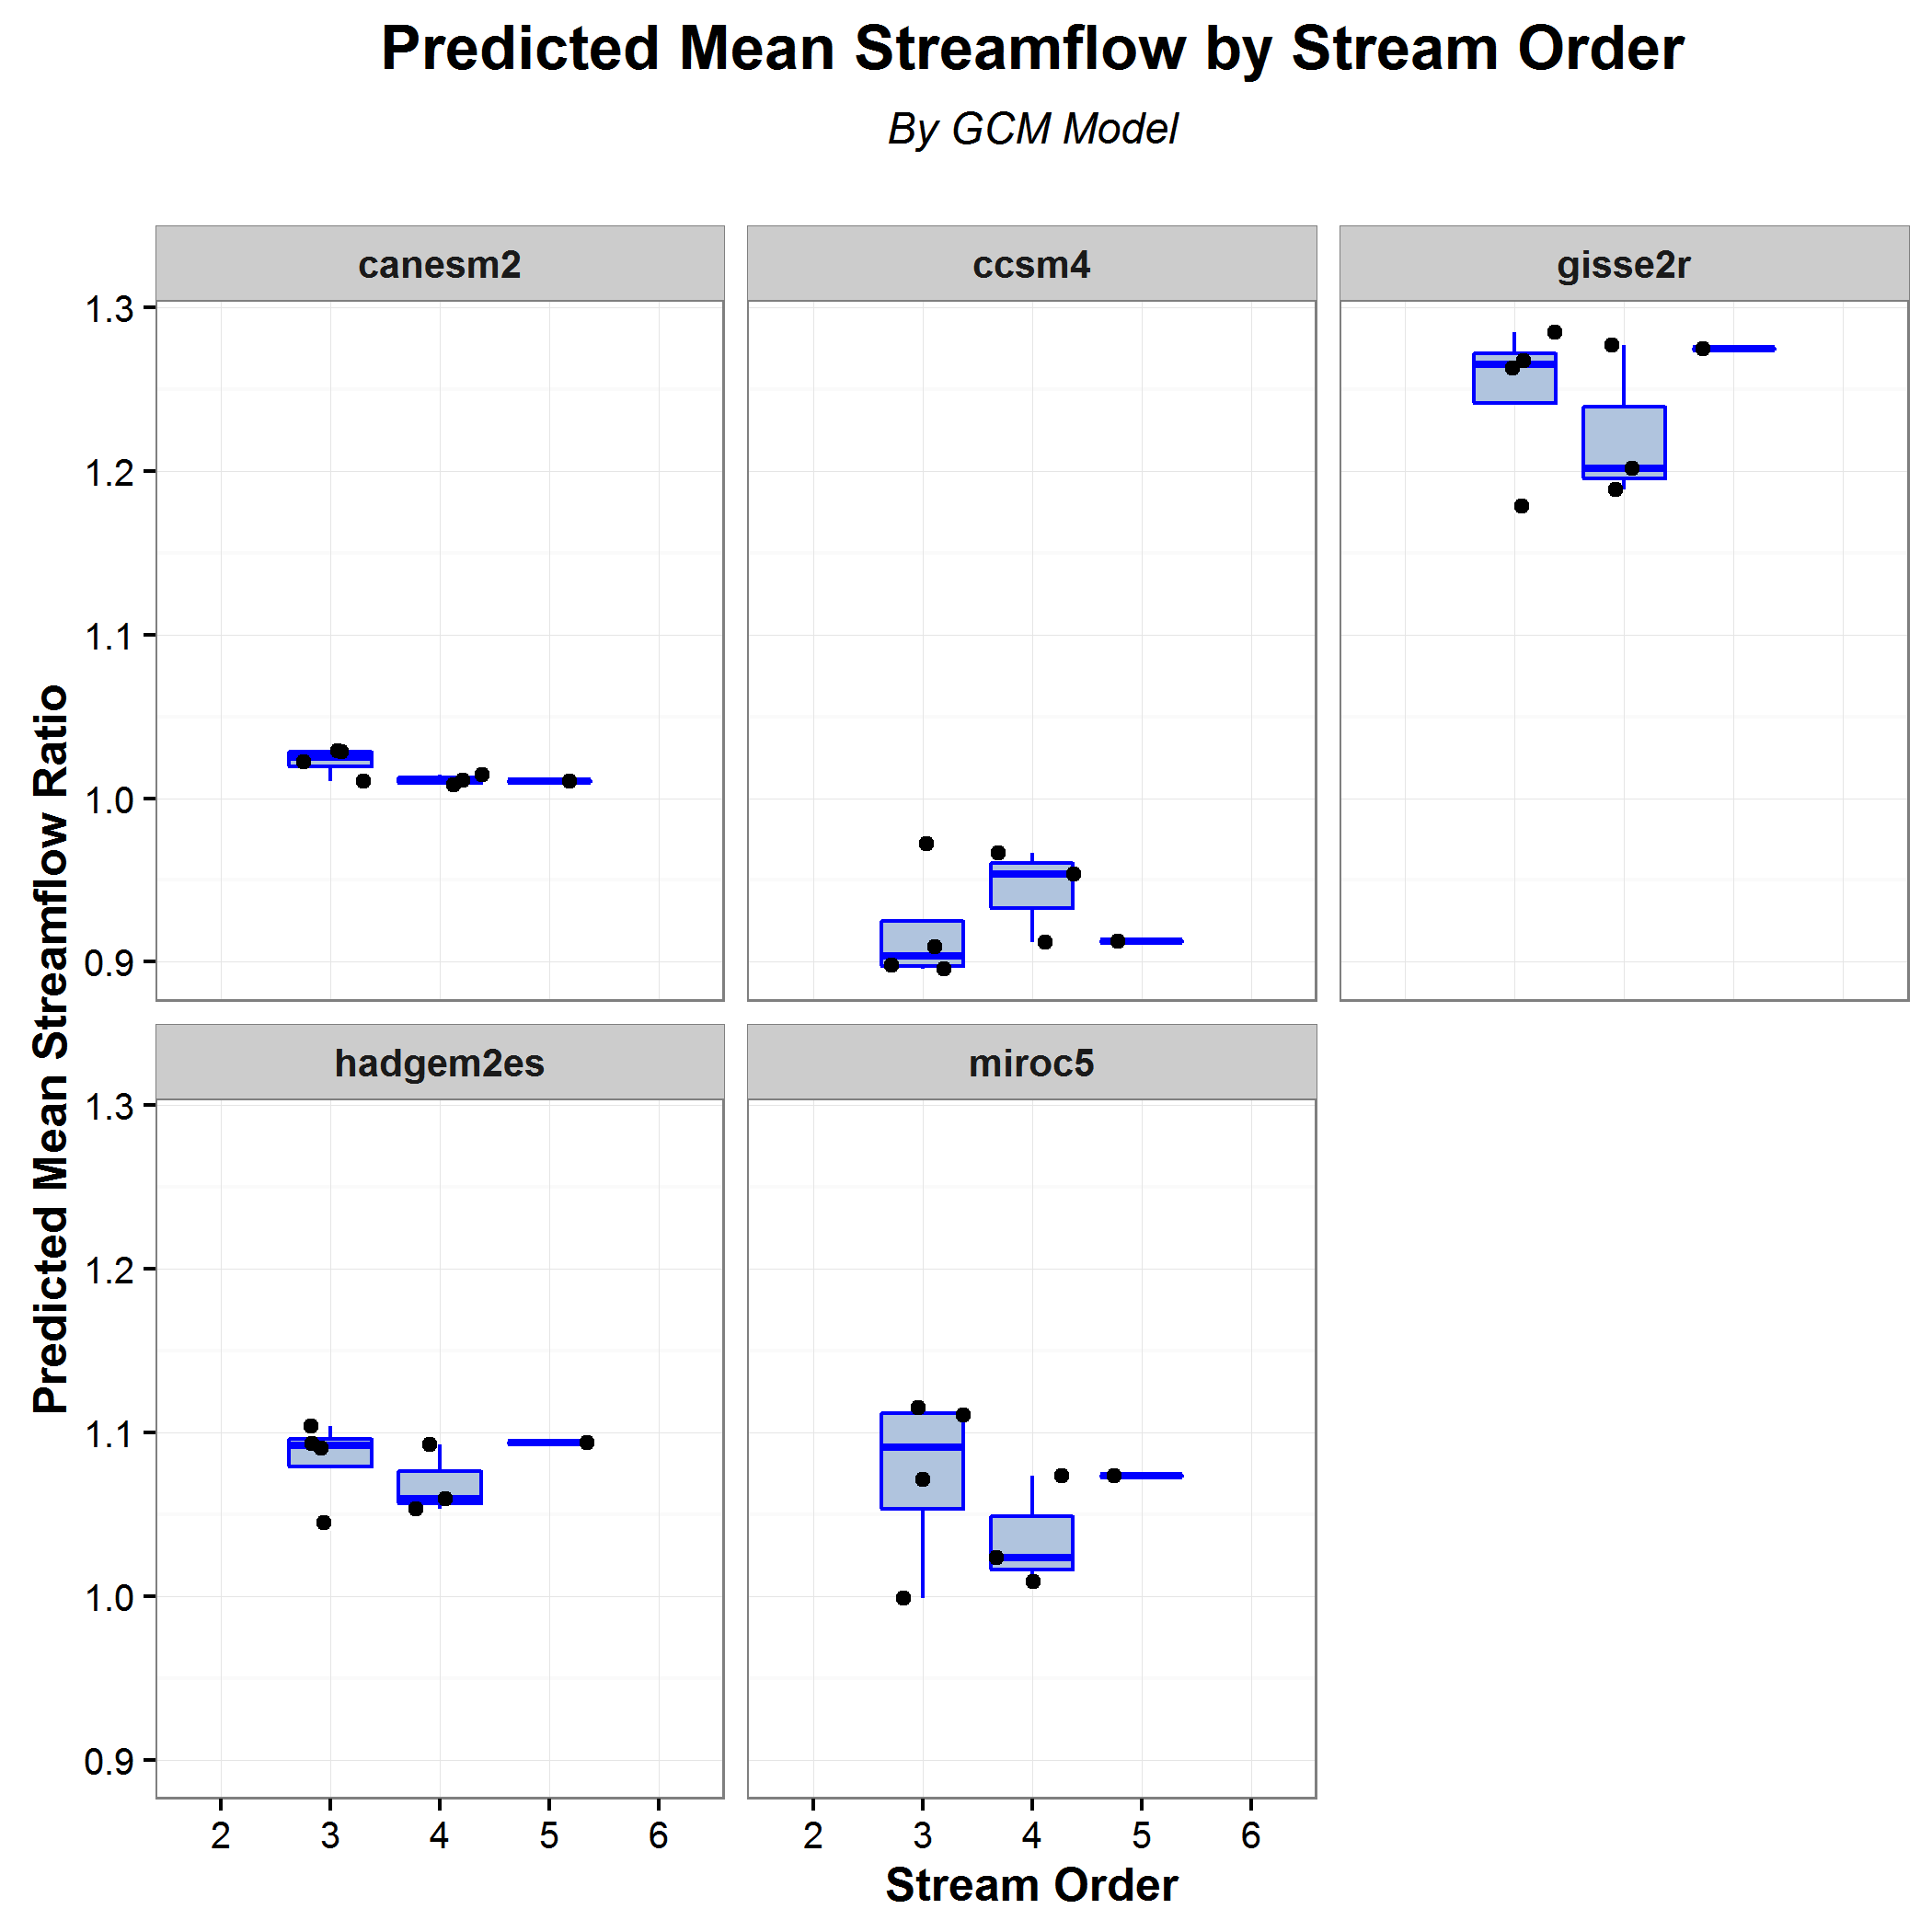 Predicted Mean Streamflow by Stream Order
By GCM Model
canesm2
ccsm4
gisse2r
1.3
1.2
1.1
1.0
0.9
hadgem2es
miroc5
1.3
1.2
1.1
1.0
0.9
Predicted Mean Streamflow Ratio
2 3 4 5 6
2 3 4 5 6
Stream Order